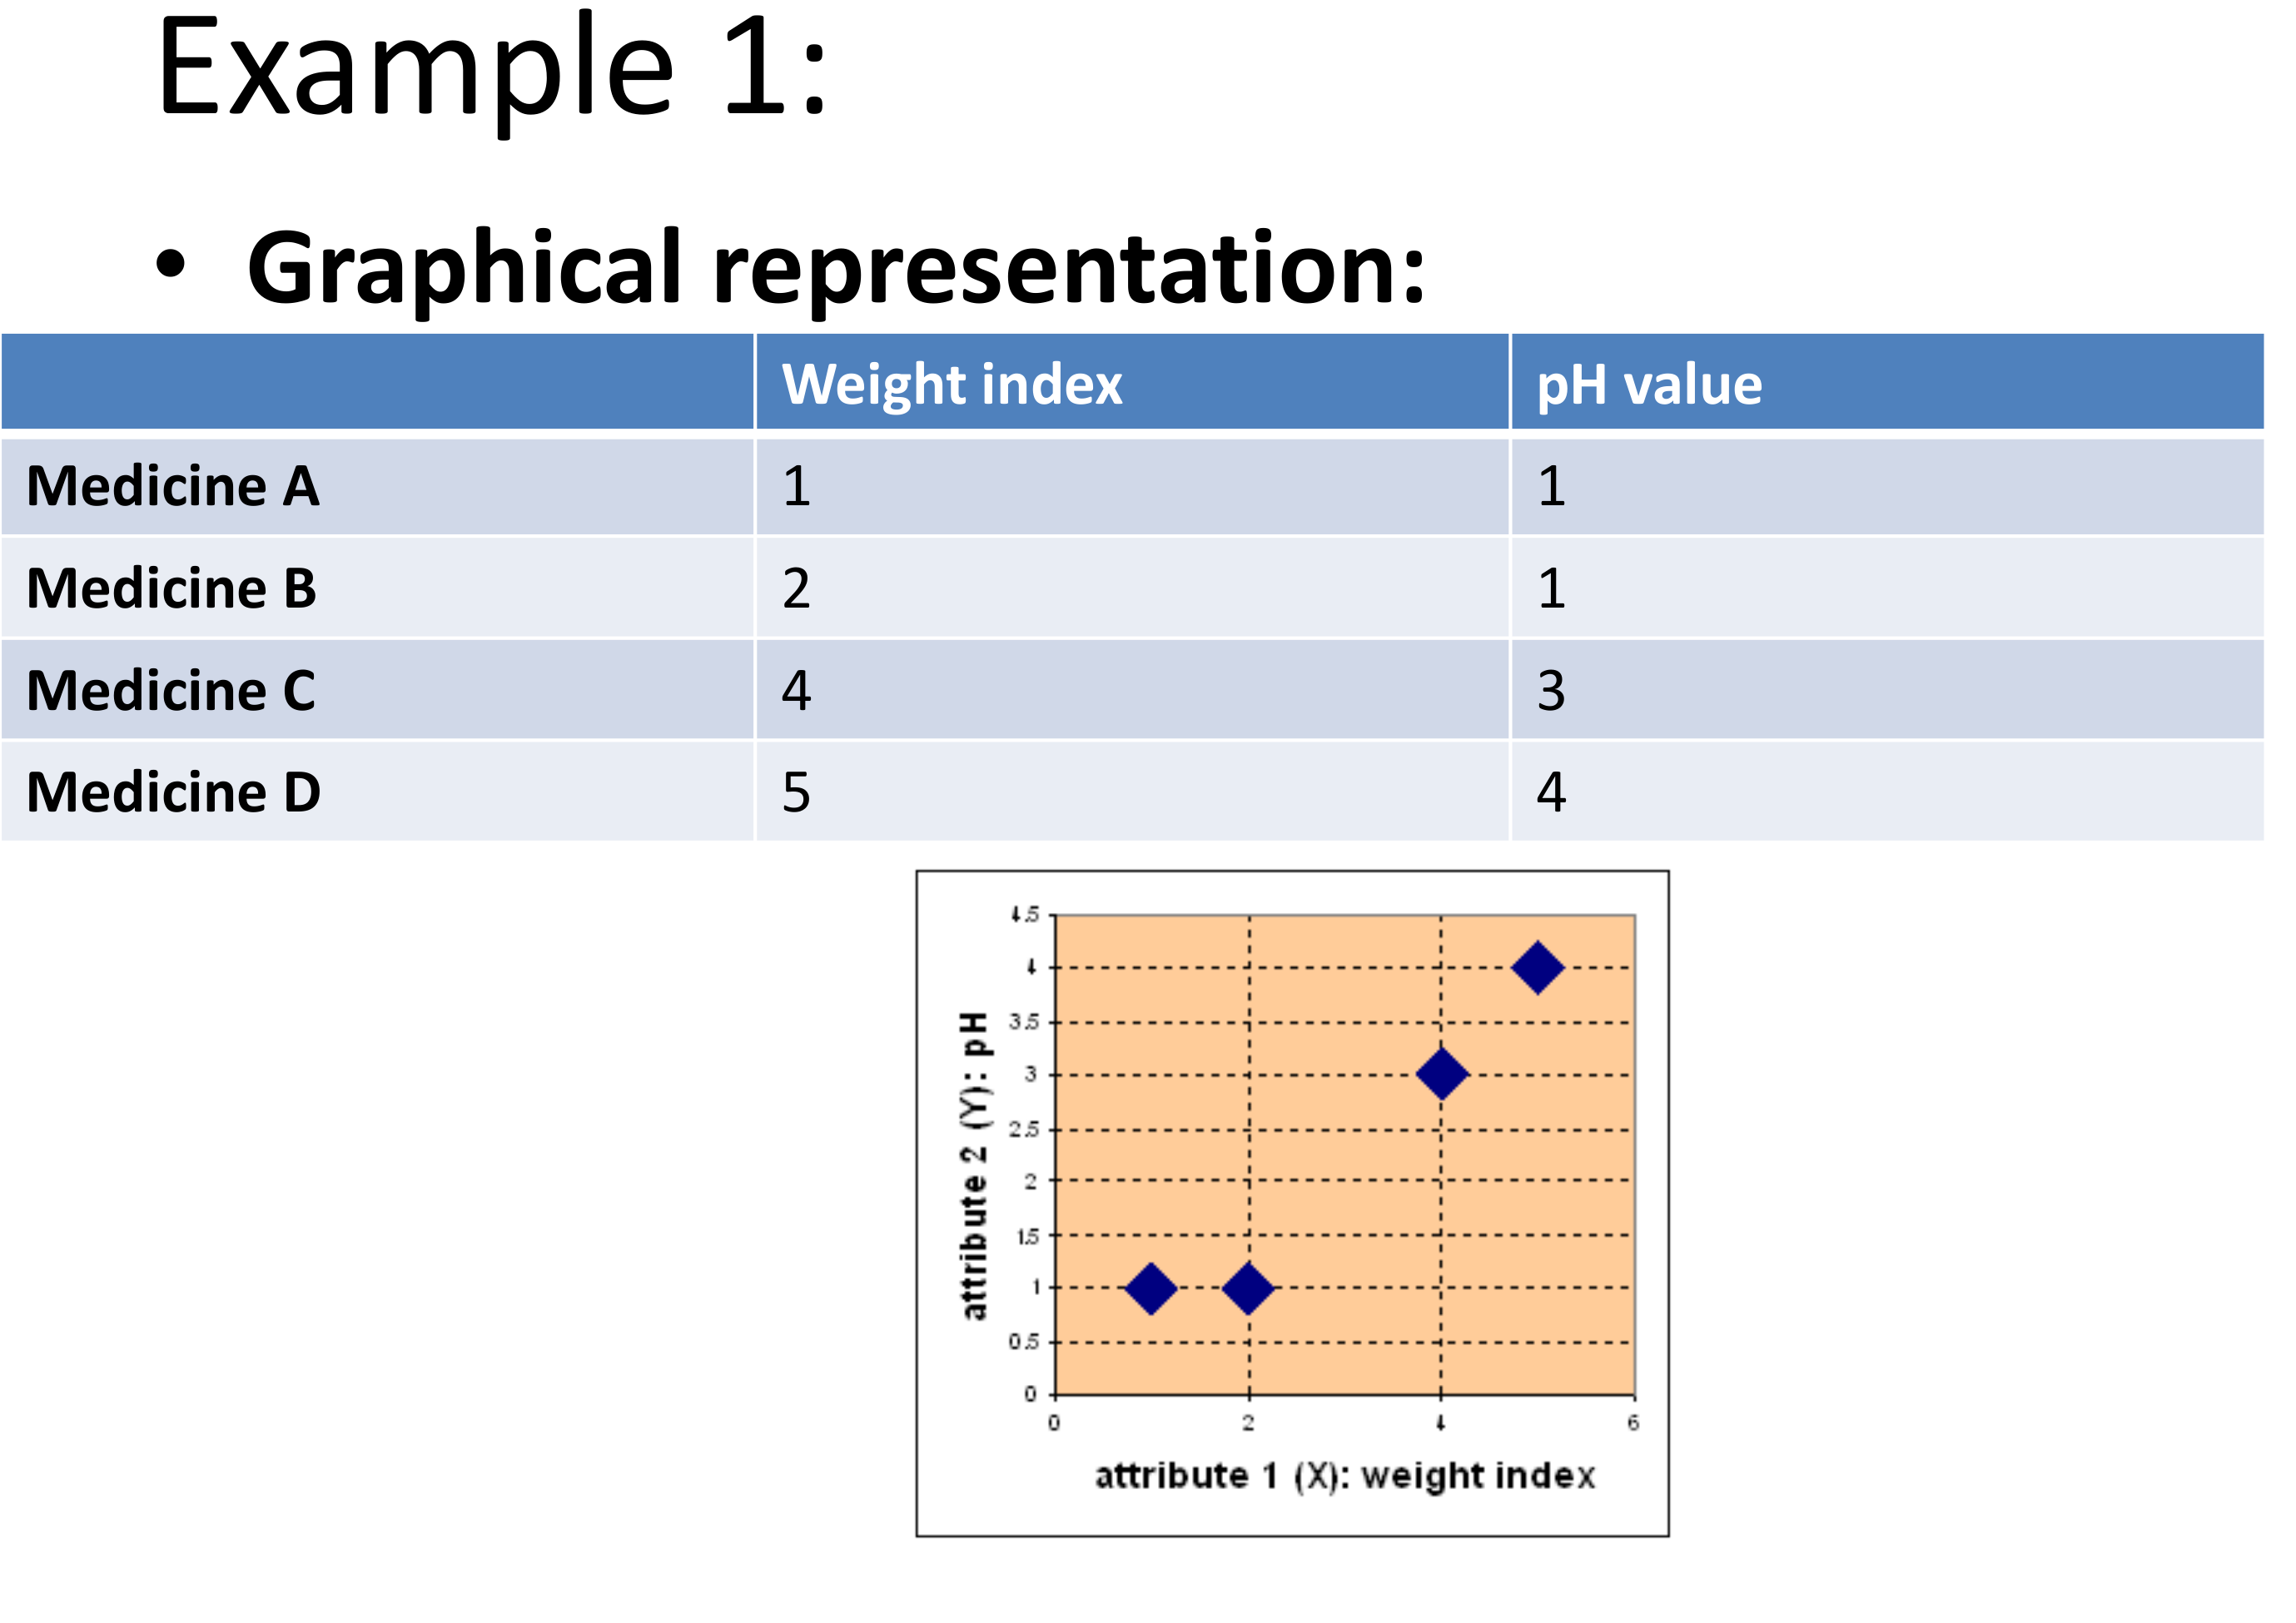 Example 1:
• Graphical representation:
Weight index pH value
Medicine A 1 1
Medicine B 2 1
Medicine C 4 3
Medicine D 5 4
4.5
4
3.5
3
2.5
2
1.5
1
0.5
0
attribute 2 (Y): pH
0 2 4 6
attribute 1 (X): weight index